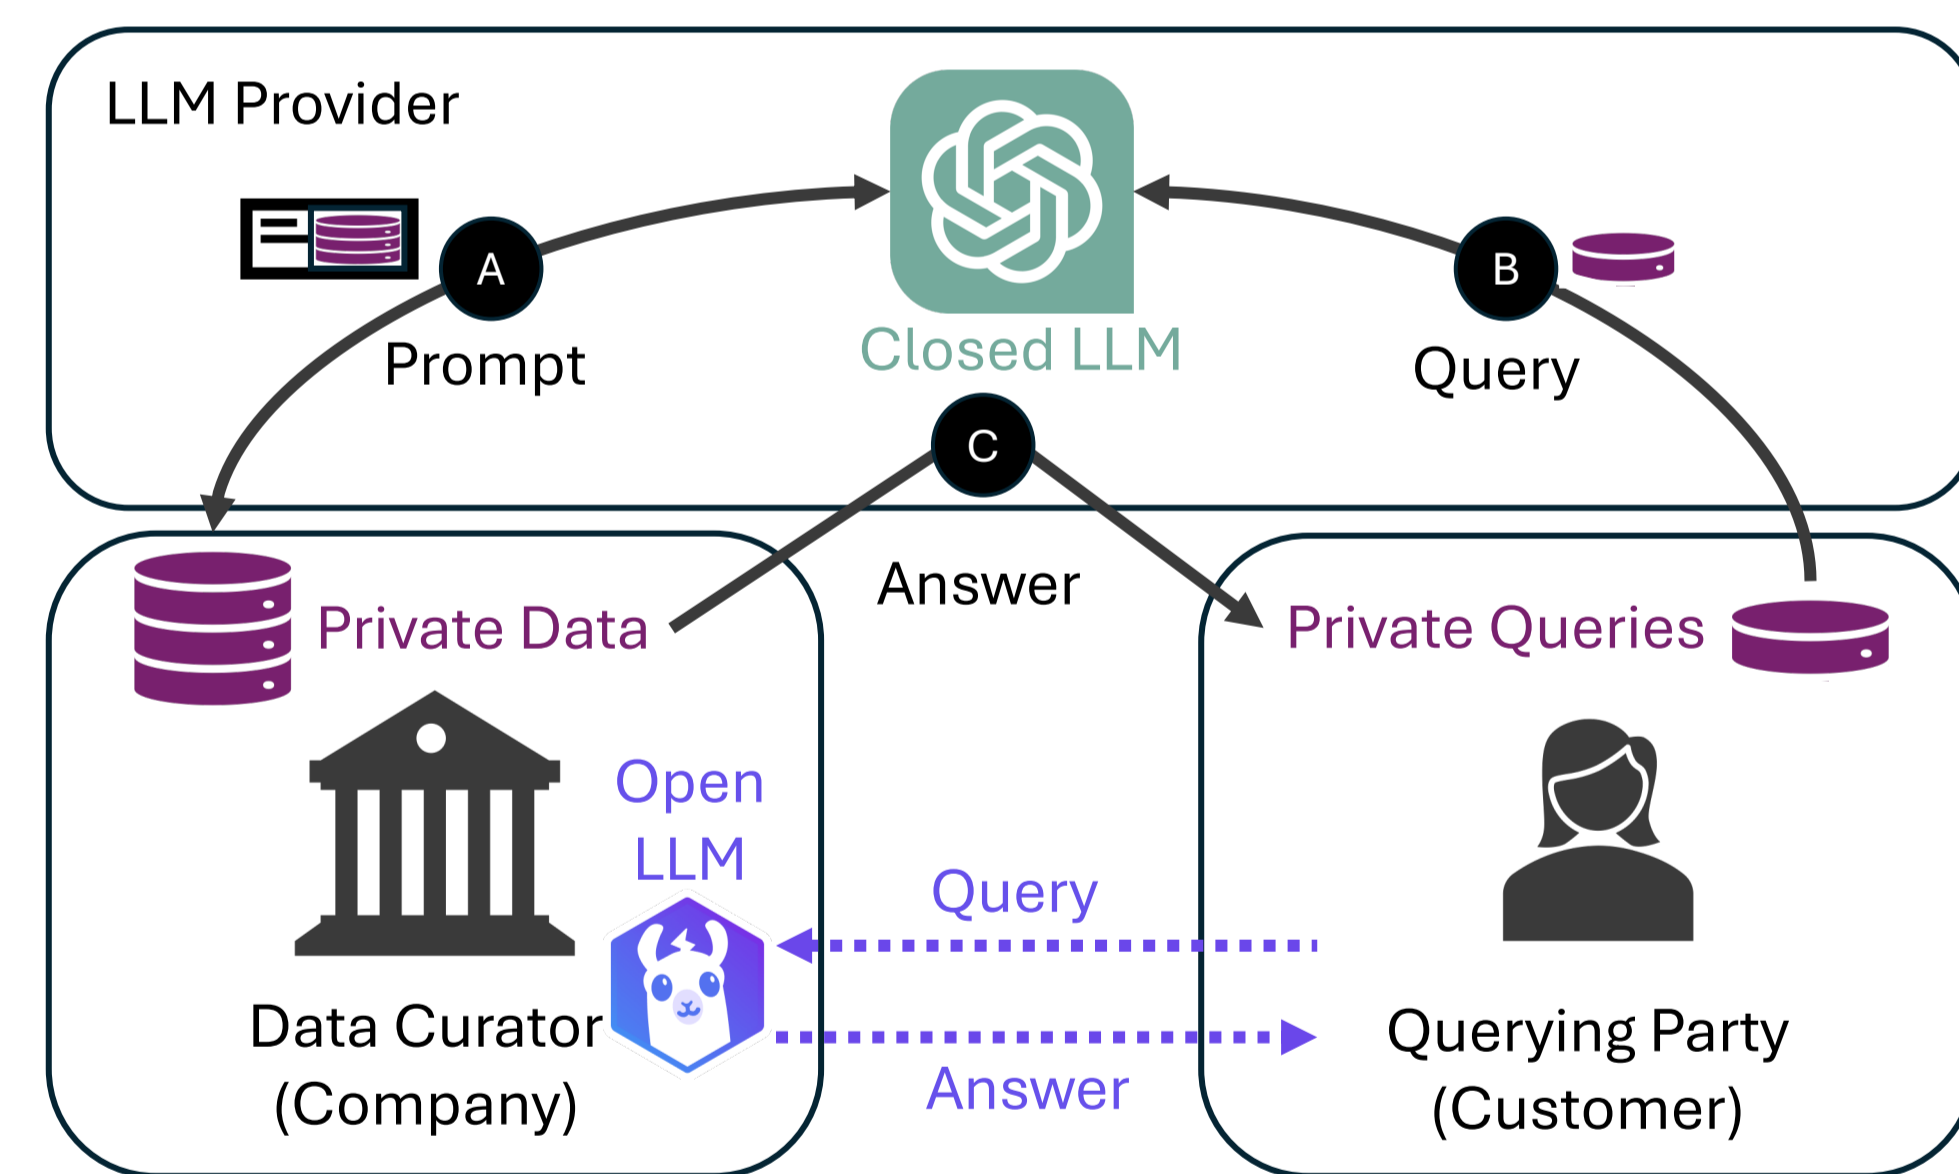 LLM Provider
A
B
Prompt
Closed LLM
Query
C
Answer
Private Data
Private Queries
Open
LLM
Query
Answer
Data Curator
(Company)
Querying Party
(Customer)